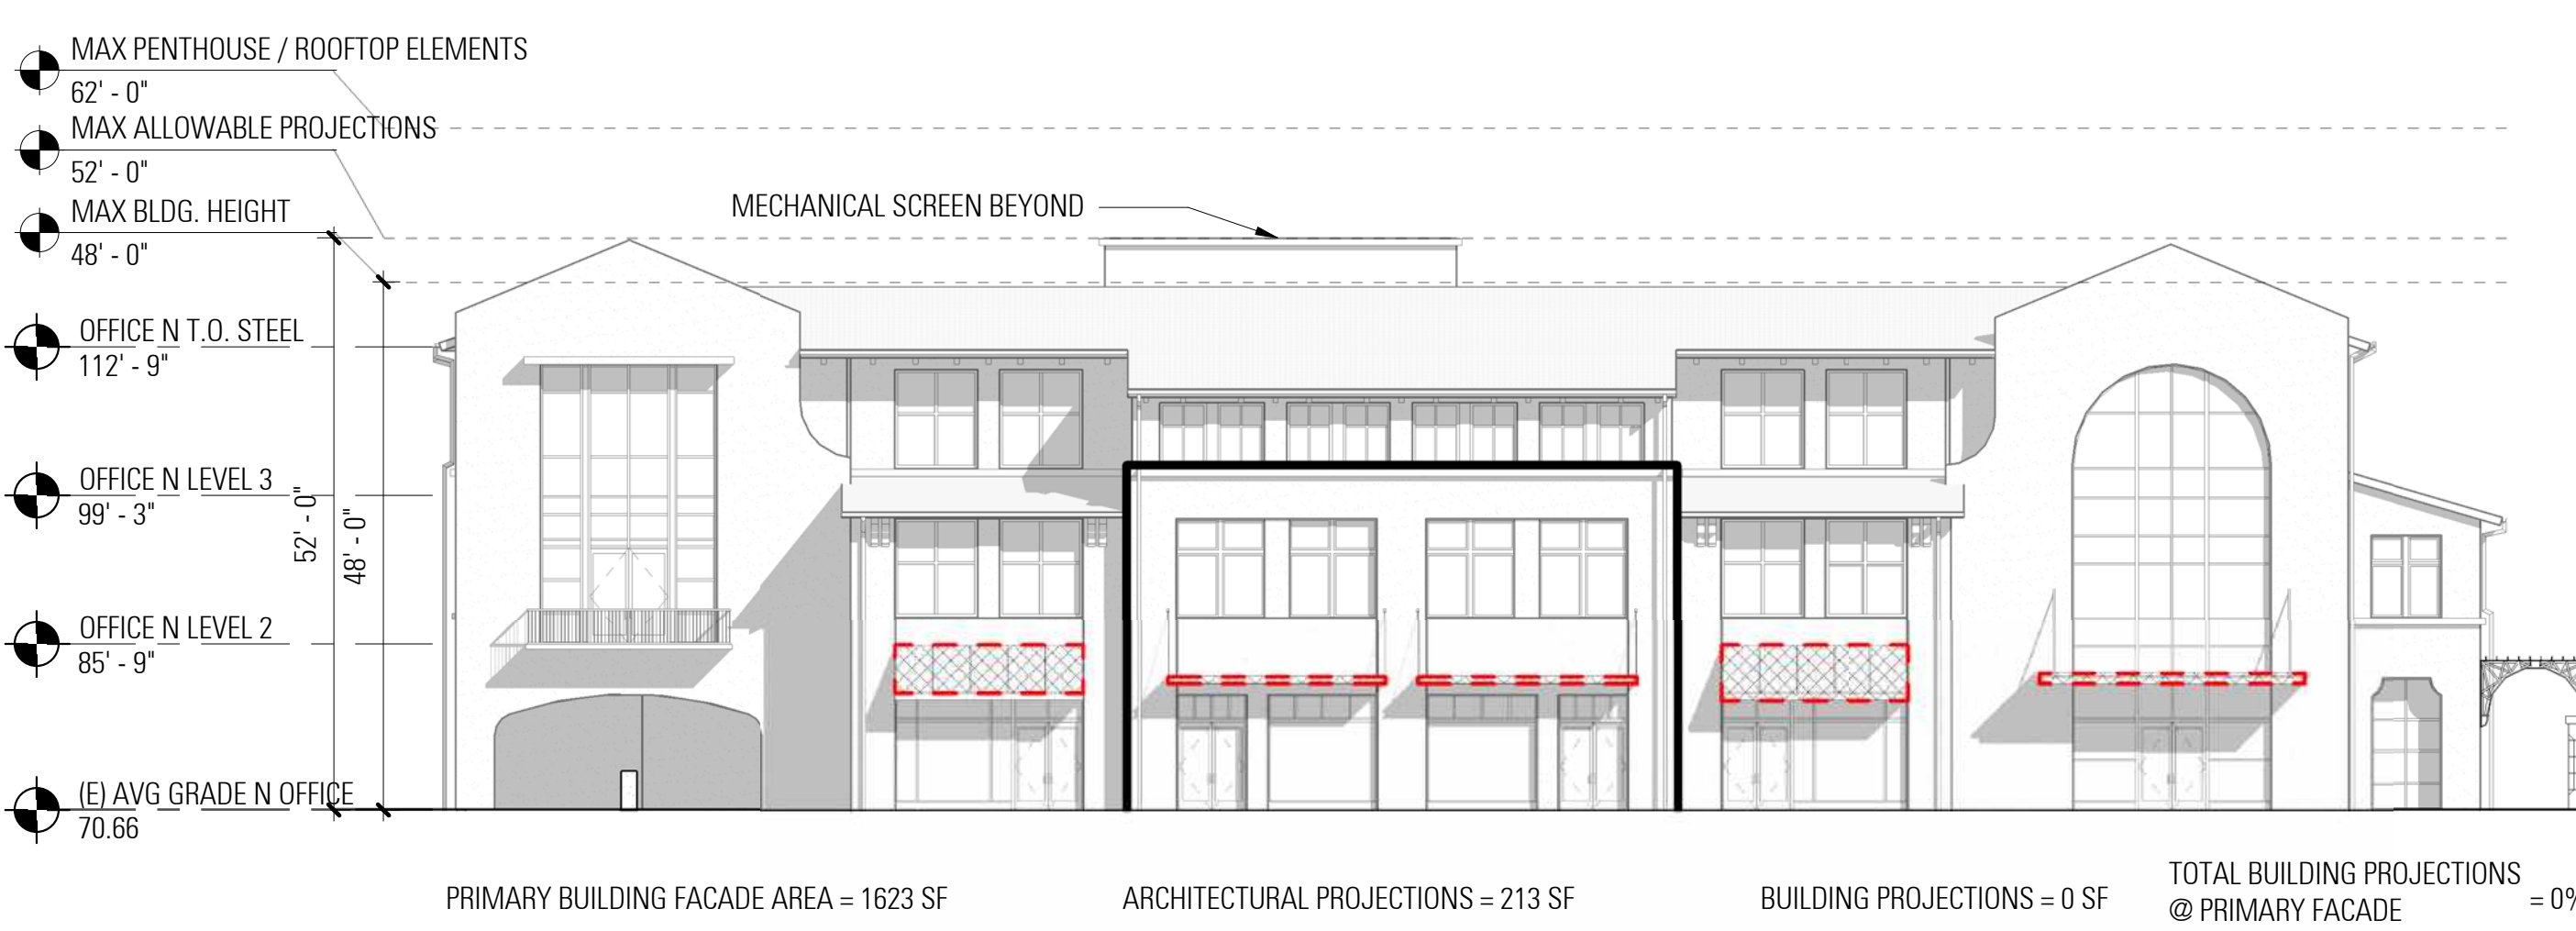 MAX PENTHOUSE / ROOFTOP ELEMENTS
62' - 0"
MAX ALLOWABLE PROJECTIONS
52' - 0"
MAX BLDG. HEIGHT
48' - 0"
MECHANICAL SCREEN BEYOND
OFFICE N T.O. STEEL
112' - 9"
OFFICE N LEVEL 3
99' - 3"
52' - 0"
48' - 0"
OFFICE N LEVEL 2
85' - 9"
(E) AVG GRADE N OFFICE
70.66
PRIMARY BUILDING FACADE AREA = 1623 SF
ARCHITECTURAL PROJECTIONS = 213 SF
BUILDING PROJECTIONS = 0 SF
TOTAL BUILDING PROJECTIONS
@ PRIMARY FACADE
= 0%